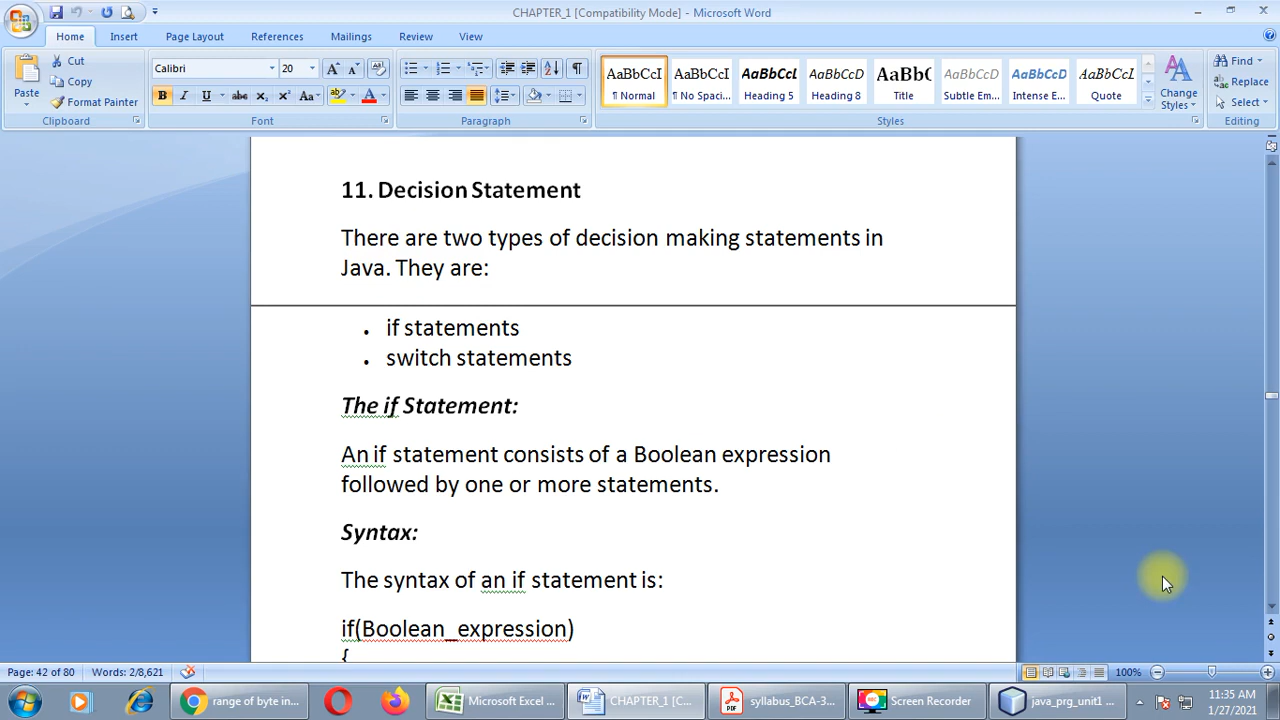 CHAPTER_1 [Compatibility Mode] - Microsoft Word
Home Insert Page Layout References Mailings Review View
Paste
Cut
Copy
Format Painter
Clipboard
Calibri 20
B I U abc x₂ x² Aa
Font
Paragraph
AaBbCcI AaBbCcI AaBbCcL AaBbCcD AaBbC AaBbCcD AaBbCcD AaBbCcL
¶ Normal ¶ No Spaci... Heading 5 Heading 8 Title Subtle Em... Intense E... Quote
Change Styles
Styles
Find
Replace
Select
Editing
11. Decision Statement
There are two types of decision making statements in
Java. They are:
• if statements
• switch statements
The if Statement:
An if statement consists of a Boolean expression
followed by one or more statements.
Syntax:
The syntax of an if statement is:
if(Boolean_expression)
{
Page: 42 of 80 Words: 2/8,621 100%
range of byte in... Microsoft Excel ... CHAPTER_1 [C... syllabus_BCA-3... Screen Recorder java_prg_unit1 ...
11:35 AM
1/27/2021